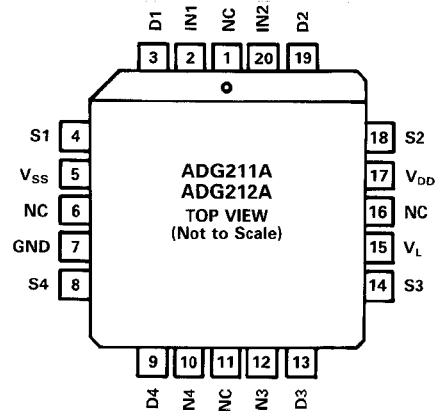 D1 IN1 NC IN2 D2
3 2 1 20 19
S1 4 18 S2
VSS 5 17 VDD
NC 6 16 NC
GND 7 15 VL
S4 8 14 S3
ADG211A
ADG212A
TOP VIEW
(Not to Scale)
9 10 11 12 13
D4 IN4 NC IN3 D3